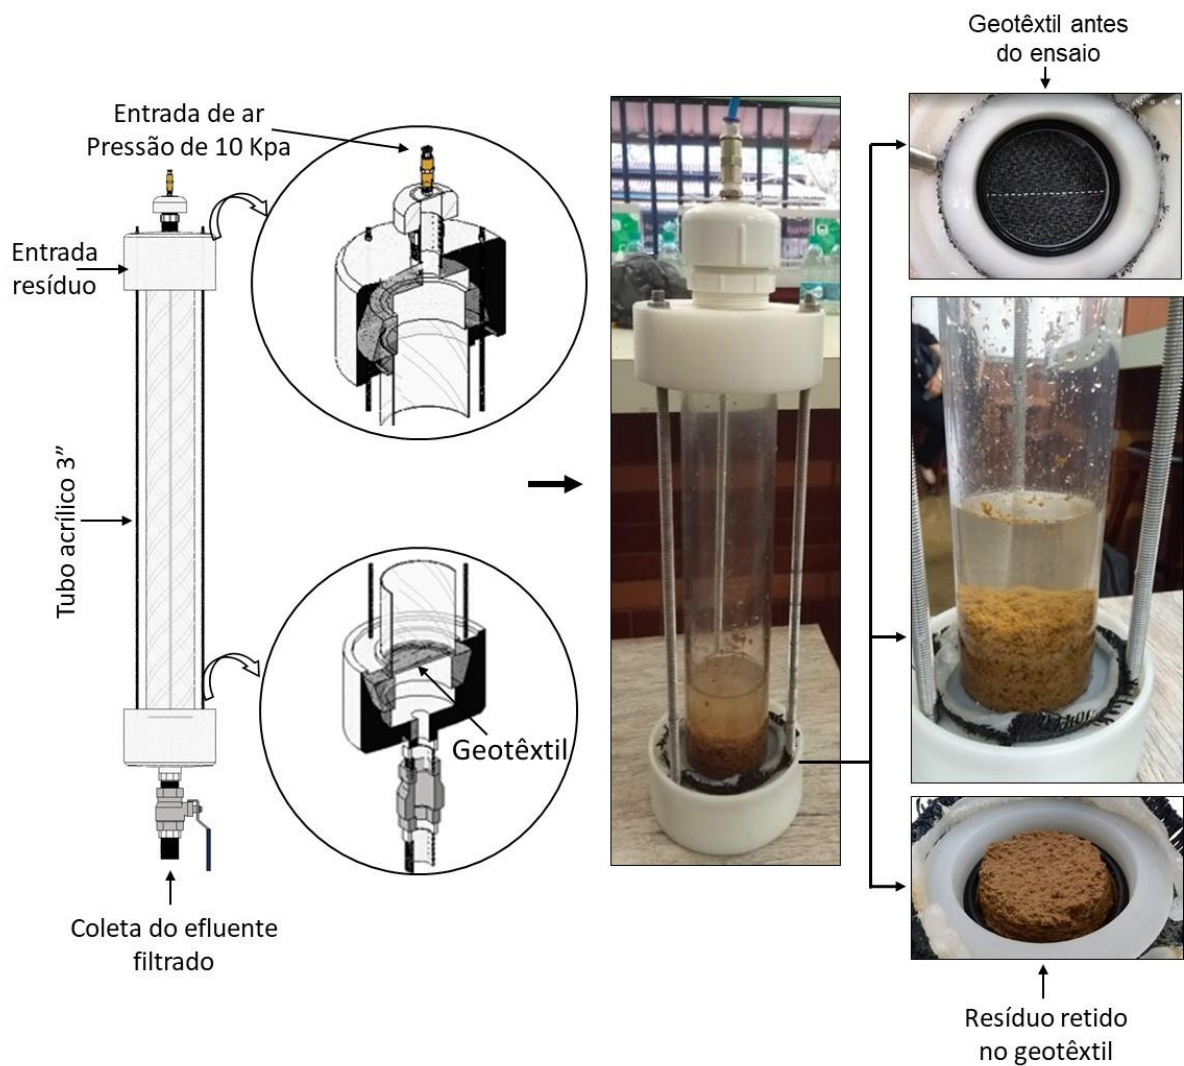 Geotêxtil antes
do ensaio
Entrada de ar
Pressão de 10 Kpa
Entrada
resíduo
Tubo acrílico 3”
Geotêxtil
Coleta do efluente
filtrado
Resíduo retido
no geotêxtil